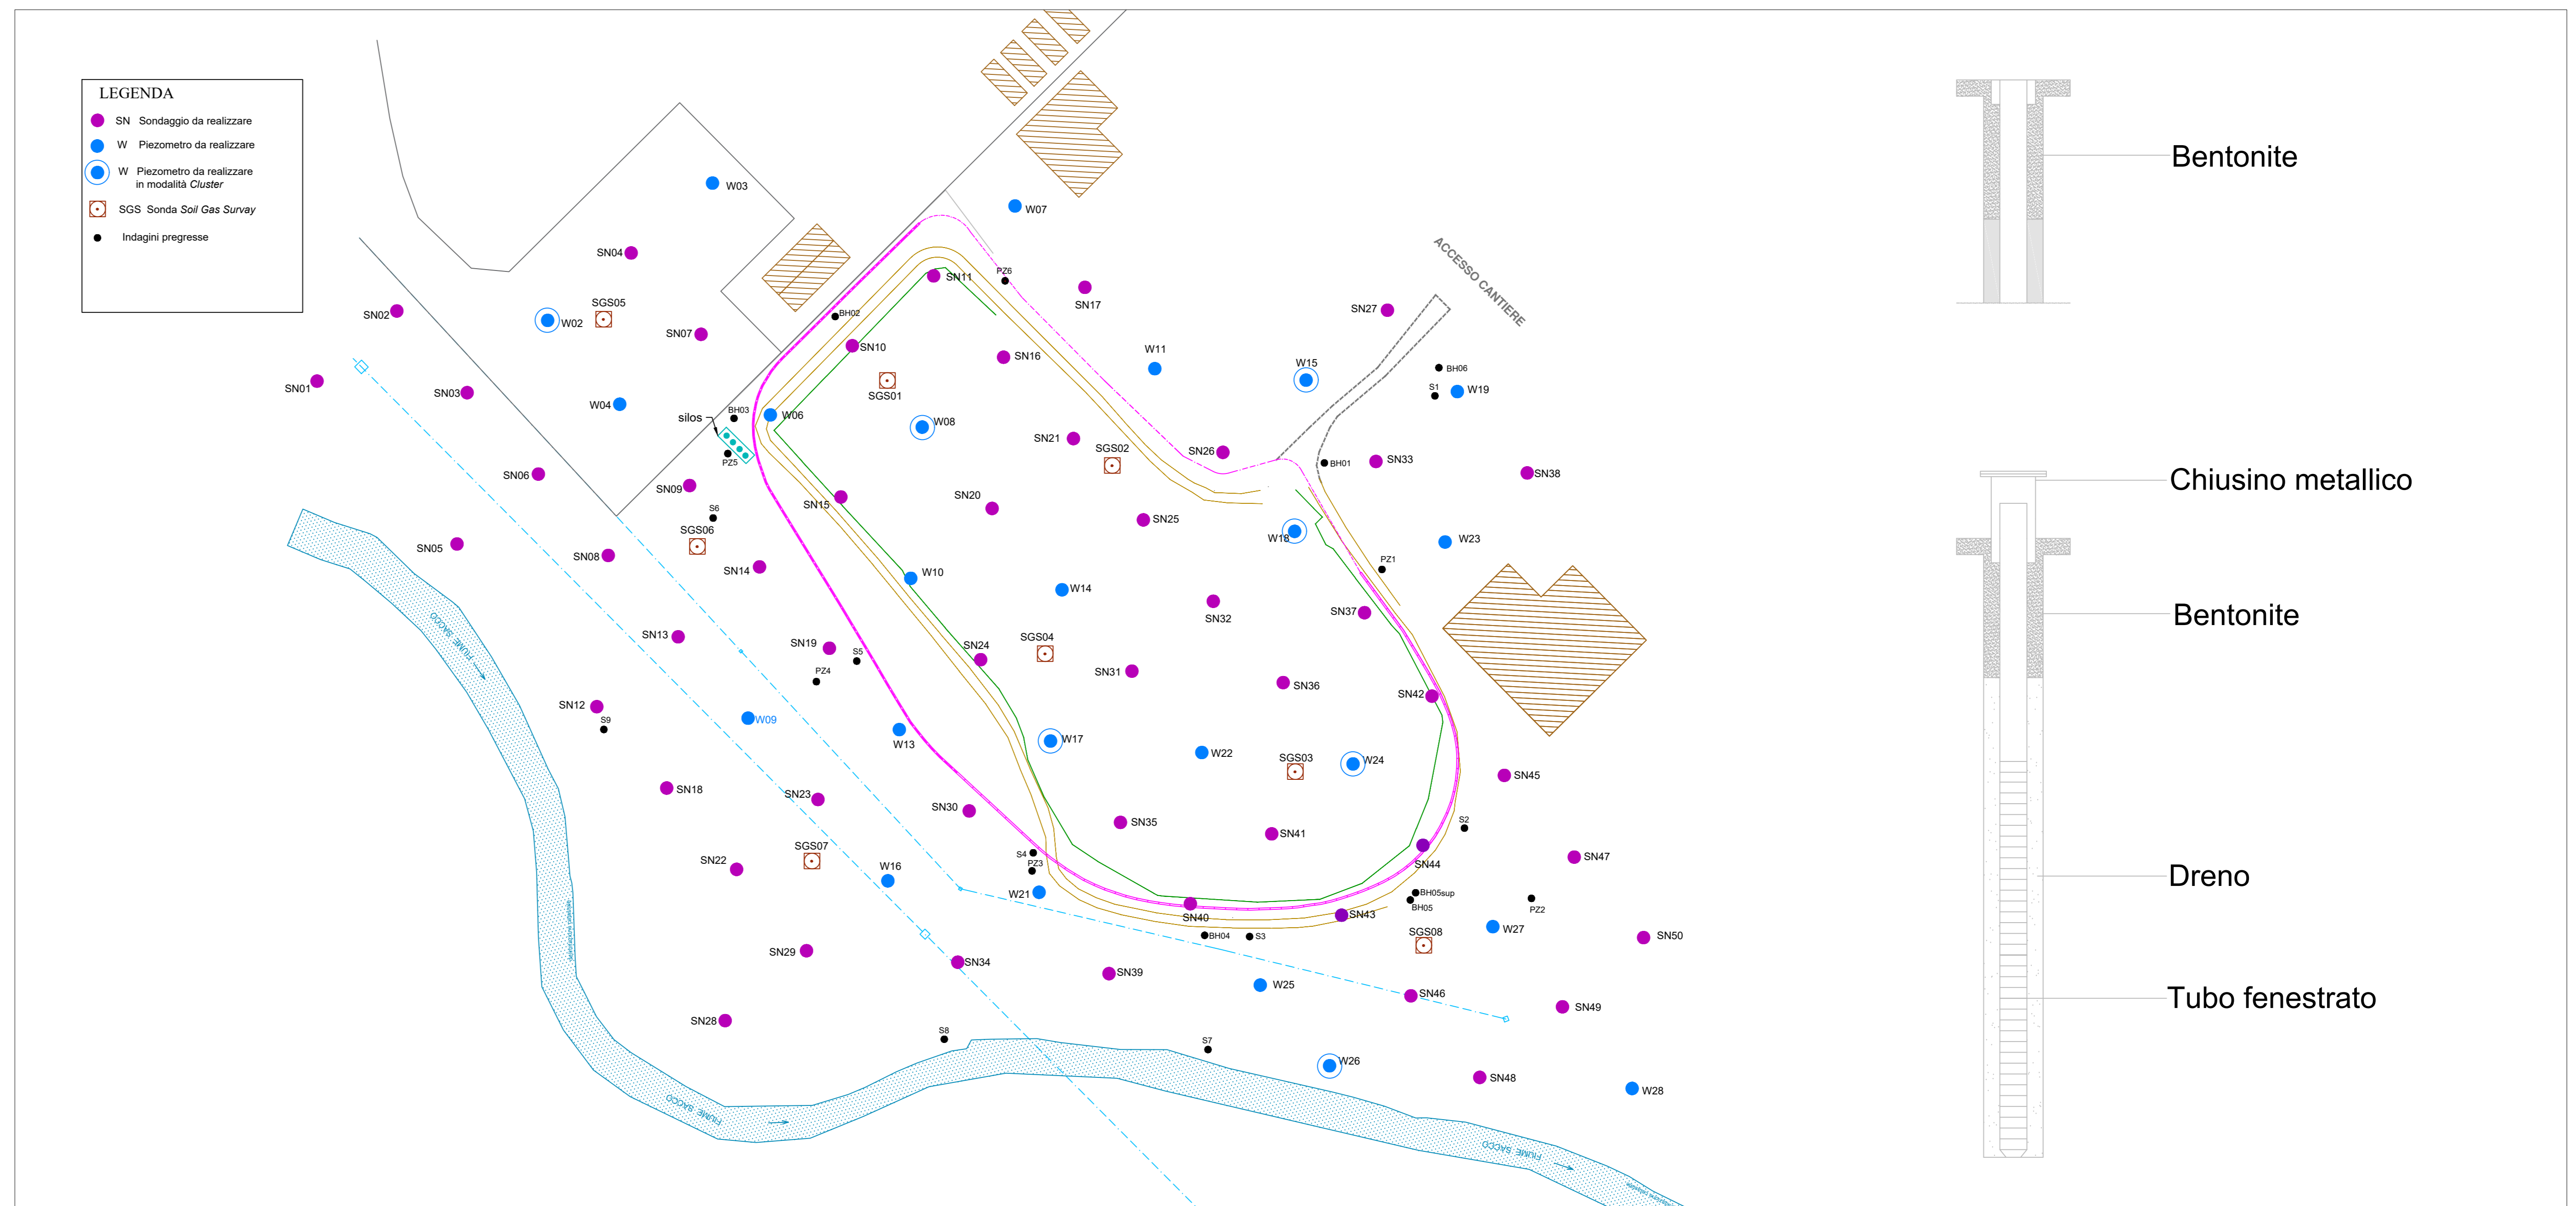 LEGENDA
SN Sondaggio da realizzare
W Piezometro da realizzare
W Piezometro da realizzare
in modalità Cluster
SGS Sonda Soil Gas Survay
Indagini pregresse
W03
W07
SN04
SN11
PZ6
SN17
ACCESSO CANTIERE
SN02
W02
SGS05
SN07
BH02
SN10
SN16
W11
W15
SN27
BH06
S1
W19
SN01
SN03
W04
silos
BH03
W06
SGS01
W08
SN21
SGS02
SN26
BH01
SN33
SN38
PZ5
SN06
SN09
S6
SN15
SN20
SN25
W18
W23
SGS06
SN05
SN08
SN14
W10
W14
SN32
PZ1
SN37
FIUME SACCO
SN13
SN19
S5
PZ4
SN24
SGS04
SN31
SN36
SN42
SN12
S9
W09
W13
W17
W22
SGS03
W24
SN45
SN18
SN23
SN30
SN35
SN41
S2
SN44
SN47
SN22
SGS07
W16
S4
PZ3
W21
SN40
SN43
BH05sup
BH05
PZ2
SGS08
W27
SN50
BH04
S3
SN29
SN34
SN39
W25
SN46
SN49
SN28
S8
S7
W26
SN48
W28
FIUME SACCO
FIUME SACCO
Bentonite
Chiusino metallico
Bentonite
Dreno
Tubo fenestrato